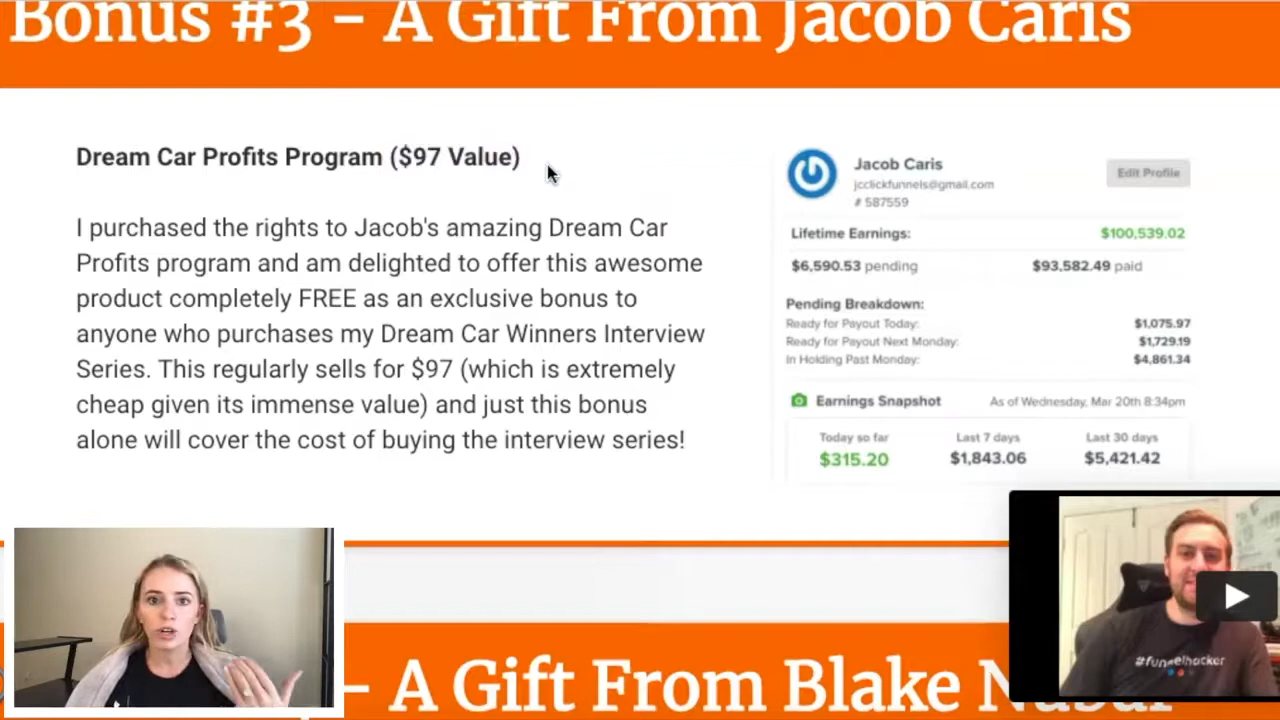 Bonus #3 – A Gift From Jacob Caris
Dream Car Profits Program ($97 Value)
I purchased the rights to Jacob's amazing Dream Car
Profits program and am delighted to offer this awesome
product completely FREE as an exclusive bonus to
anyone who purchases my Dream Car Winners Interview
Series. This regularly sells for $97 (which is extremely
cheap given its immense value) and just this bonus
alone will cover the cost of buying the interview series!
Jacob Caris
Edit Profile
jcclickfunnels@gmail.com
# 587559
Lifetime Earnings: $100,539.02
$6,590.53 pending $93,582.49 paid
Pending Breakdown:
Ready for Payout Today: $1,075.97
Ready for Payout Next Monday: $1,729.19
In Holding Past Monday: $4,861.34
Earnings Snapshot As of Wednesday, Mar 20th 8:34pm
Today so far Last 7 days Last 30 days
$315.20 $1,843.06 $5,421.42
#funnelhacker
– A Gift From Blake